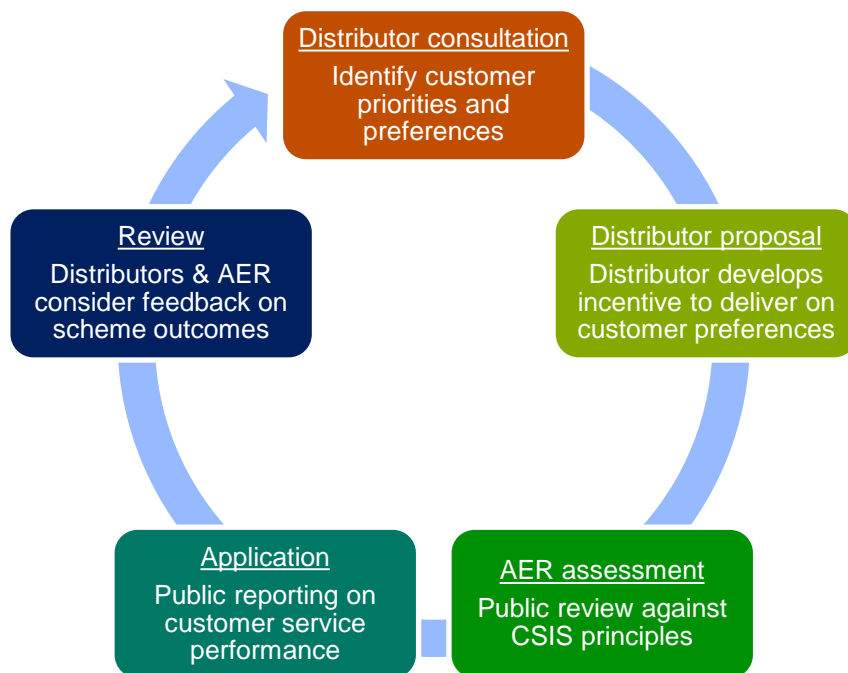 Distributor consultation
Identify customer
priorities and
preferences
Distributor proposal
Distributor develops
incentive to deliver on
customer preferences
AER assessment
Public review against
CSIS principles
Application
Public reporting on
customer service
performance
Review
Distributors & AER
consider feedback on
scheme outcomes